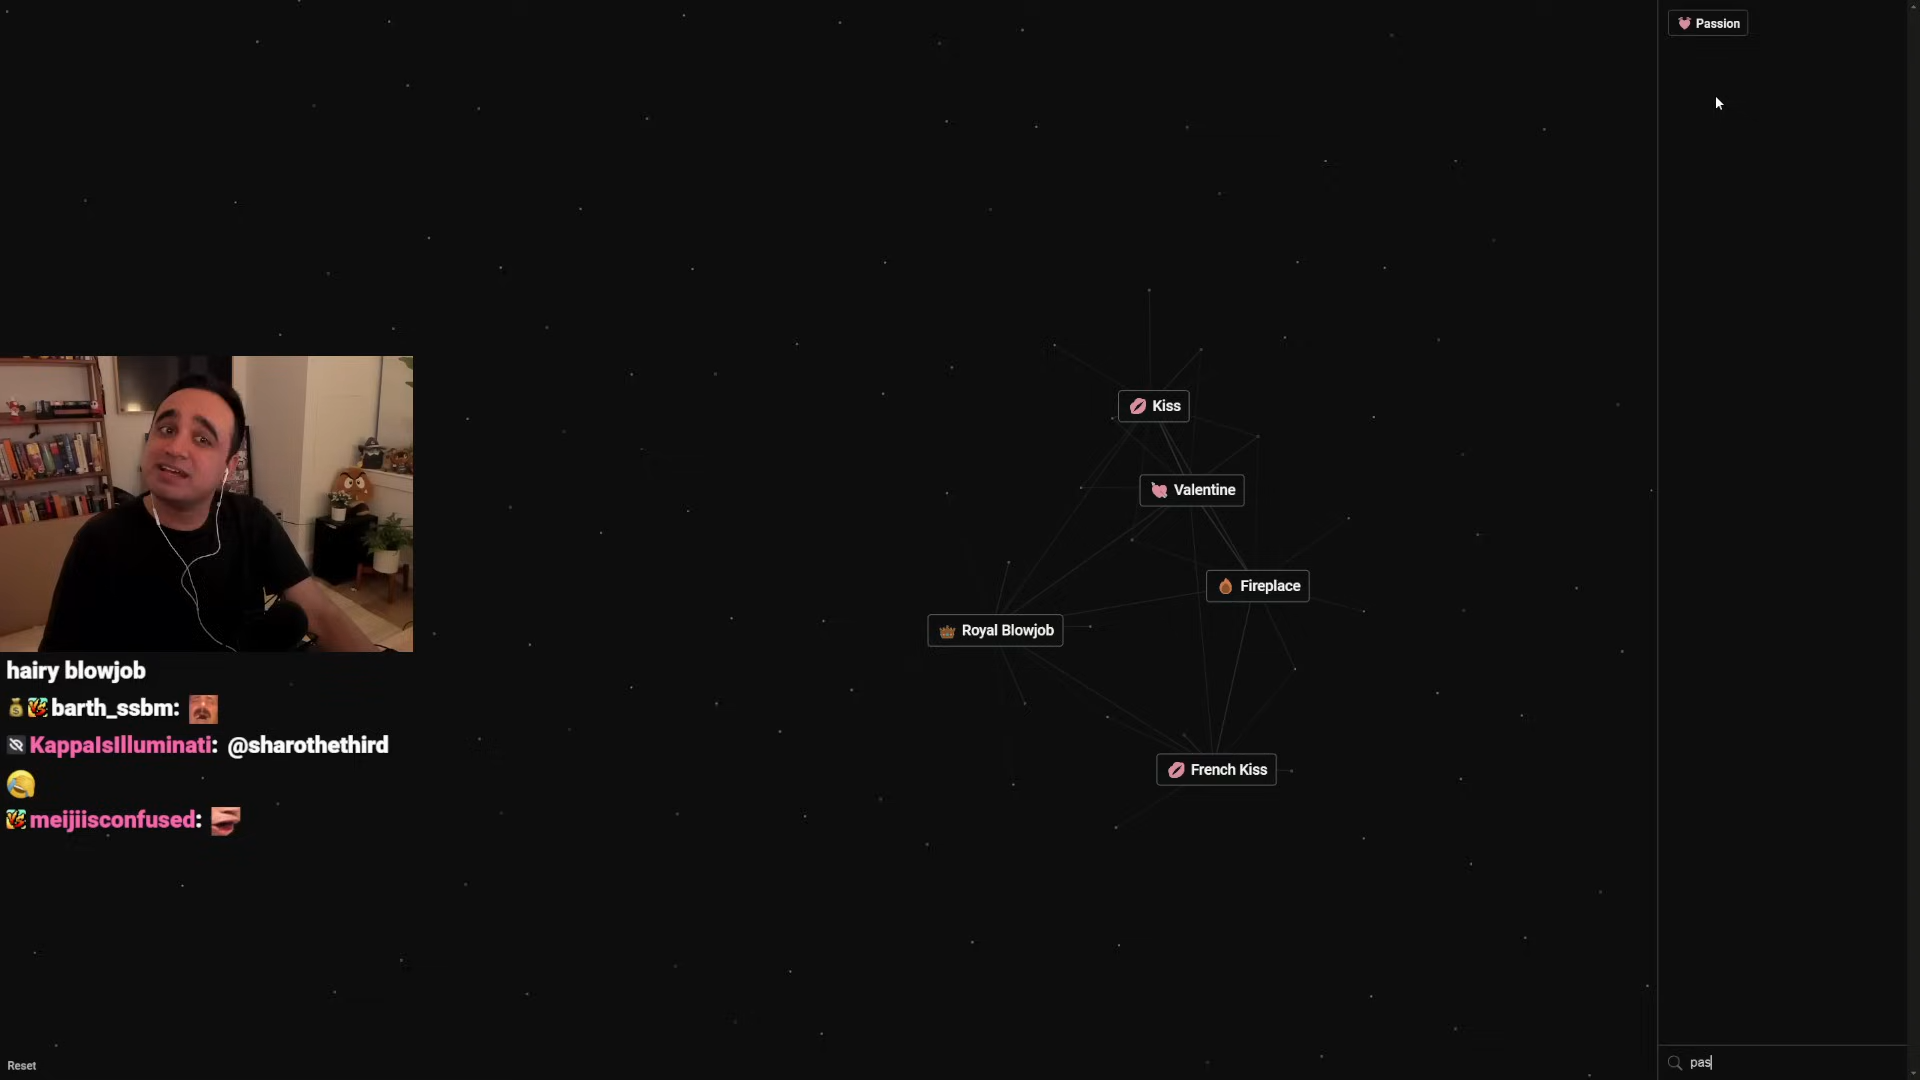 Passion
Kiss
Valentine
Fireplace
Royal Blowjob
French Kiss
hairy blowjob
barth_ssbm:
KappaIsIlluminati: @sharothethird
meijiisconfused:
Reset
pas